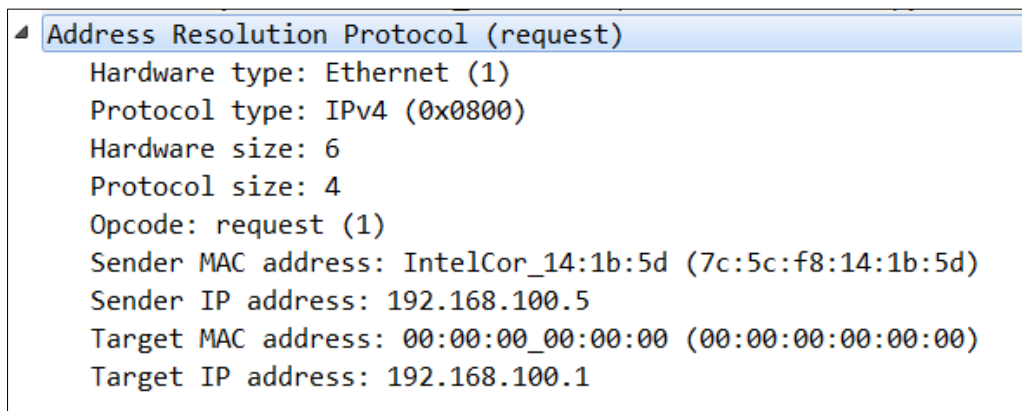 Address Resolution Protocol (request)
Hardware type: Ethernet (1)
Protocol type: IPv4 (0x0800)
Hardware size: 6
Protocol size: 4
Opcode: request (1)
Sender MAC address: IntelCor_14:1b:5d (7c:5c:f8:14:1b:5d)
Sender IP address: 192.168.100.5
Target MAC address: 00:00:00_00:00:00 (00:00:00:00:00:00)
Target IP address: 192.168.100.1